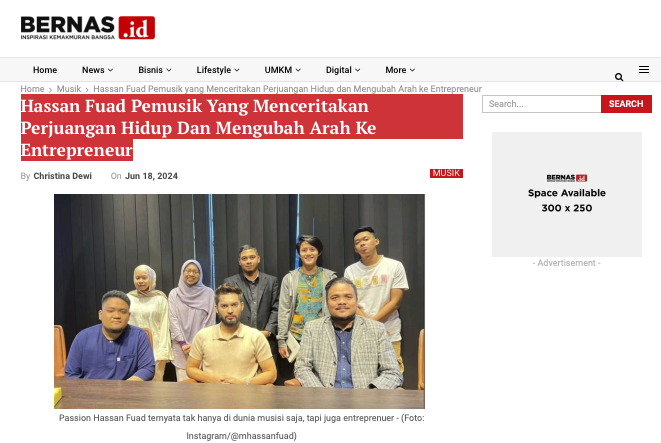 BERNAS.id
INSPIRASI KEMAKMURAN BANGSA
Home News Bisnis Lifestyle UMKM Digital More
Home › Musik › Hassan Fuad Pemusik yang Menceritakan Perjuangan Hidup dan Mengubah Arah ke Entrepreneur
Hassan Fuad Pemusik Yang Menceritakan
Perjuangan Hidup Dan Mengubah Arah Ke
Entrepreneur
By Christina Dewi On Jun 18, 2024
MUSIK
Passion Hassan Fuad ternyata tak hanya di dunia musisi saja, tapi juga entreprenuer - (Foto:
Instagram/@mhassanfuad)
Search...
SEARCH
BERNAS.id
Space Available
300 x 250
- Advertisement -